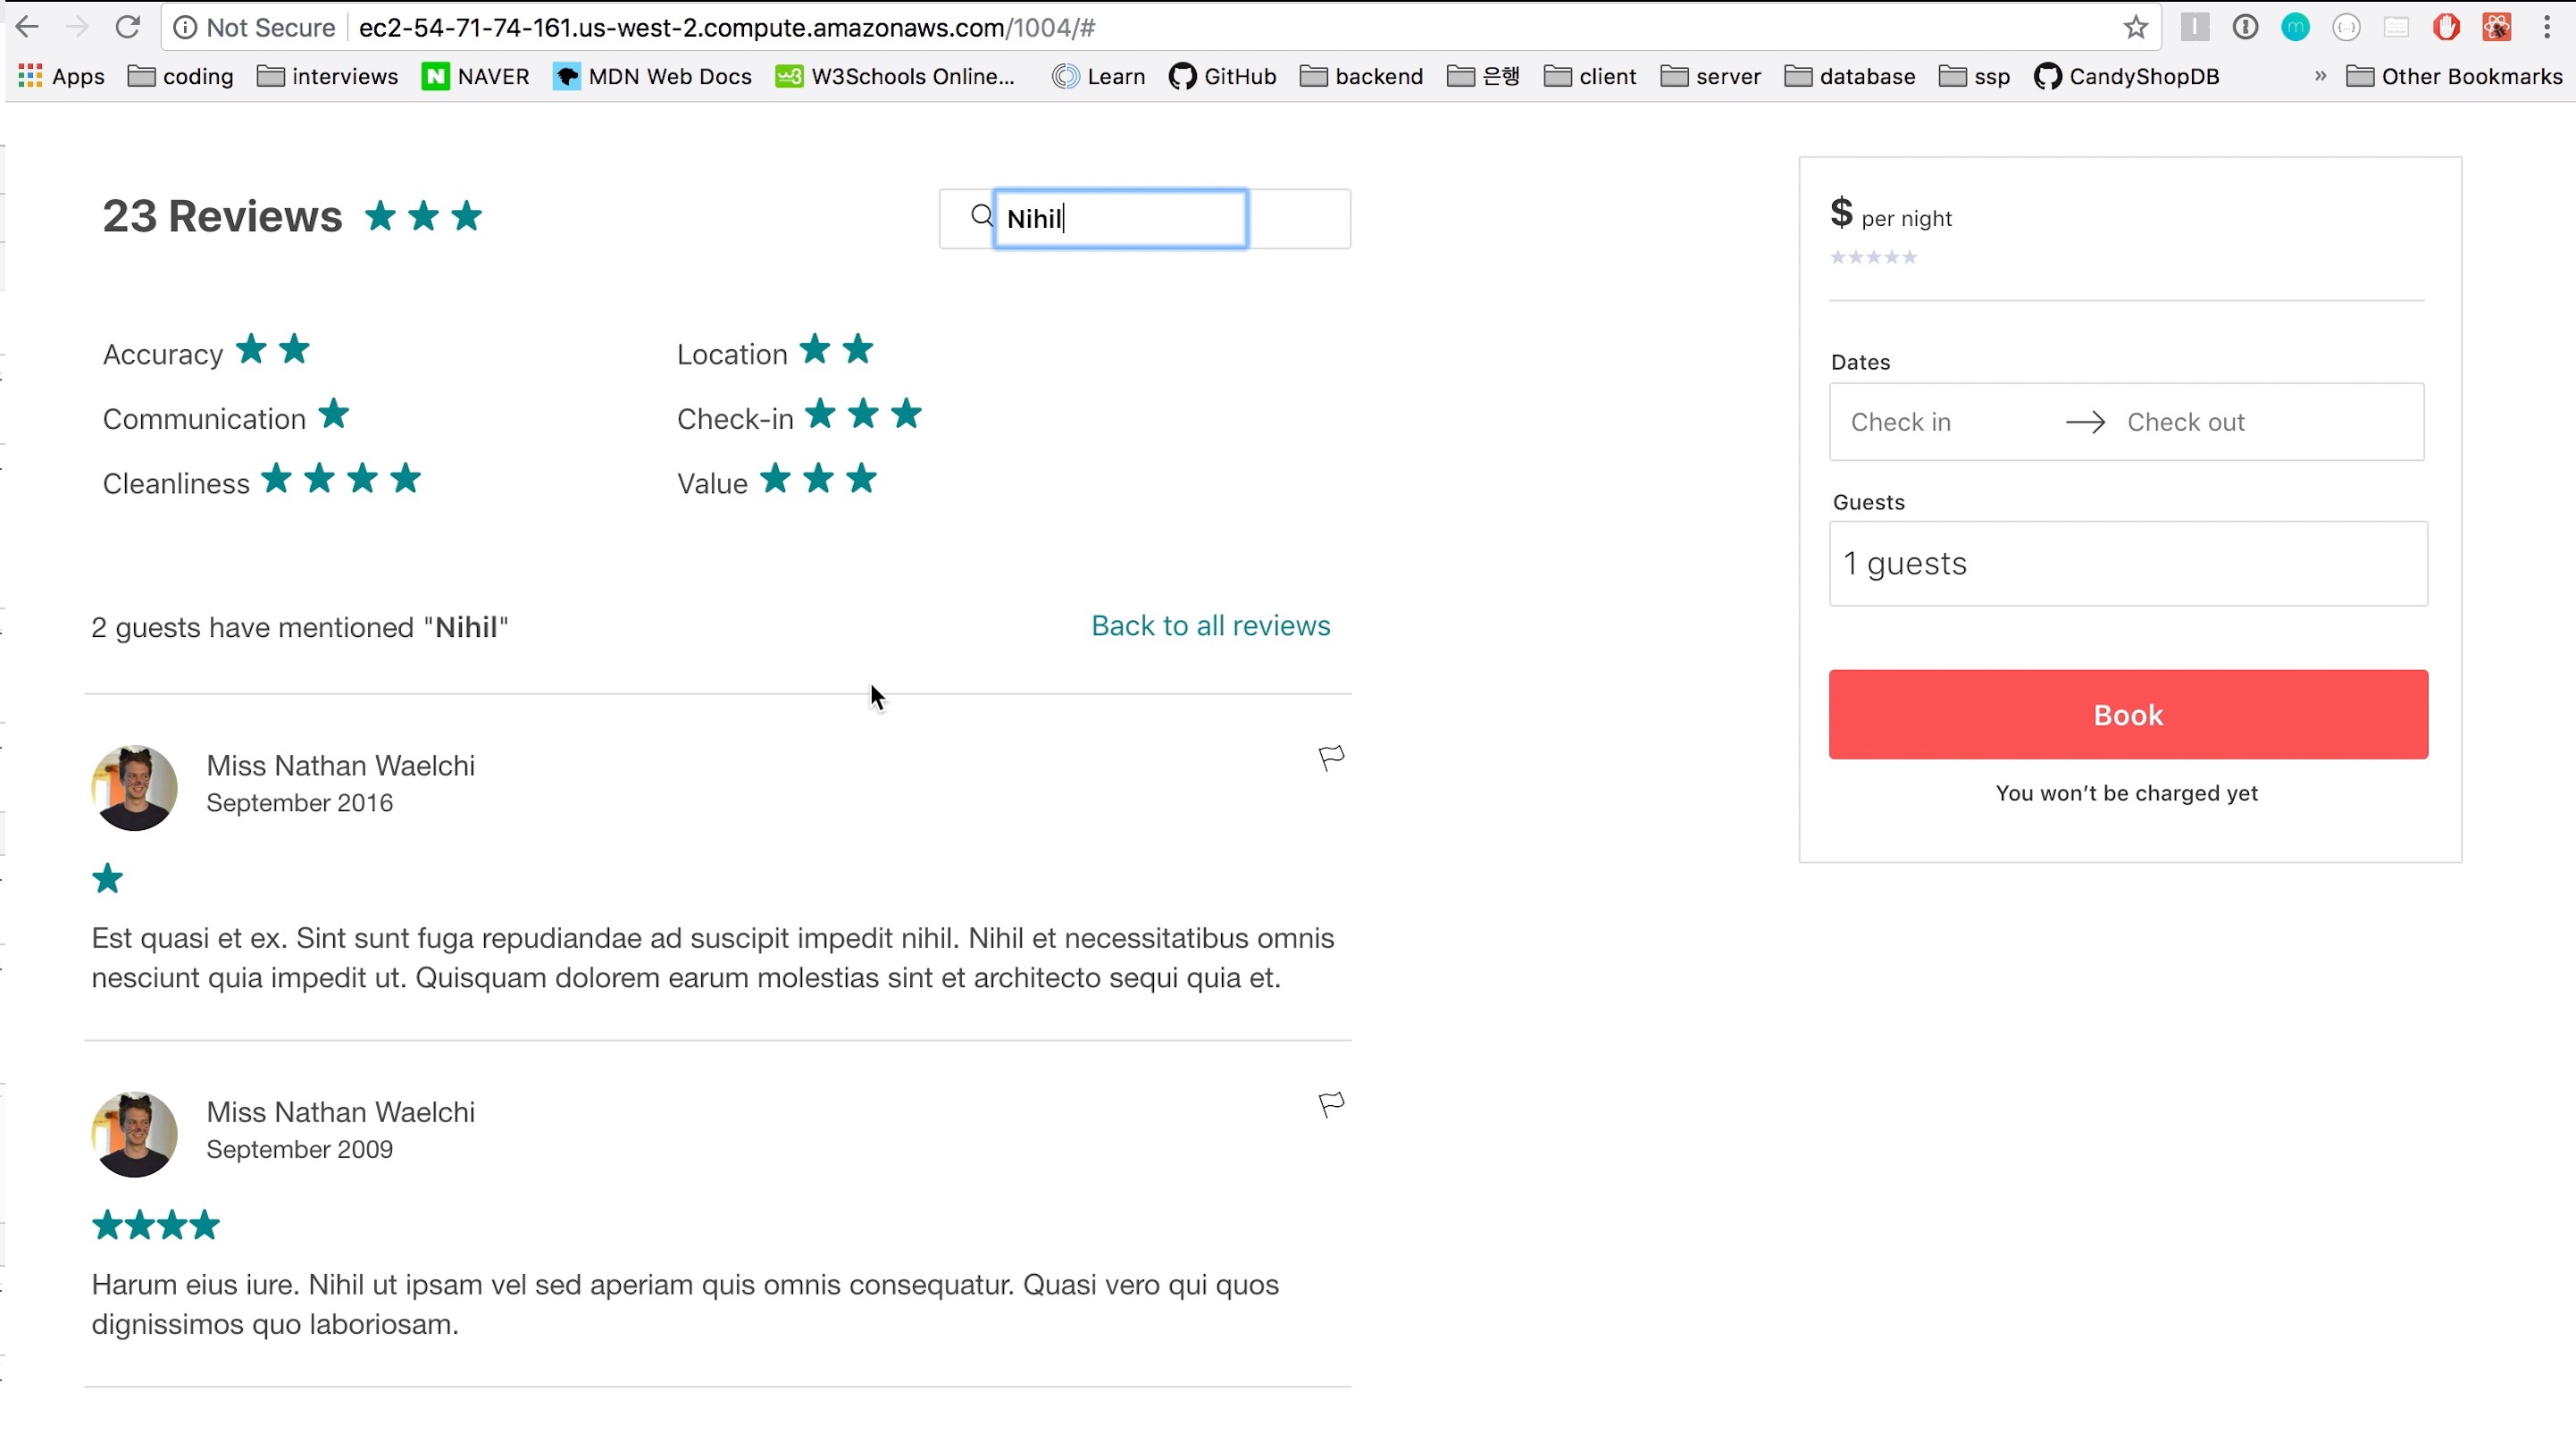 Not Secure ec2-54-71-74-161.us-west-2.compute.amazonaws.com/1004/#
Apps coding interviews N NAVER MDN Web Docs W3 W3Schools Online... Learn GitHub backend 은행 client server database ssp CandyShopDB » Other Bookmarks
23 Reviews
Nihil
Accuracy
Location
Communication
Check-in
Cleanliness
Value
2 guests have mentioned "Nihil"
Back to all reviews
Miss Nathan Waelchi
September 2016
Est quasi et ex. Sint sunt fuga repudiandae ad suscipit impedit nihil. Nihil et necessitatibus omnis
nesciunt quia impedit ut. Quisquam dolorem earum molestias sint et architecto sequi quia et.
Miss Nathan Waelchi
September 2009
Harum eius iure. Nihil ut ipsam vel sed aperiam quis omnis consequatur. Quasi vero qui quos
dignissimos quo laboriosam.
$ per night
Dates
Check in → Check out
Guests
1 guests
Book
You won’t be charged yet